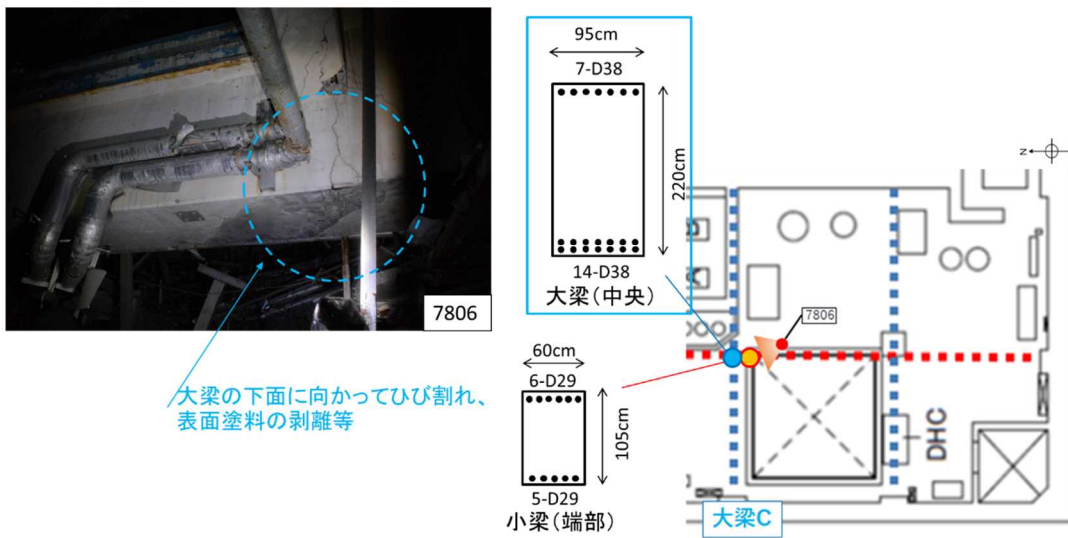 7806
大梁の下面に向かってひび割れ、
表面塗料の剥離等
95cm
7-D38
220cm
14-D38
大梁(中央)
60cm
6-D29
105cm
5-D29
小梁(端部)
N
7806
DHC
大梁C